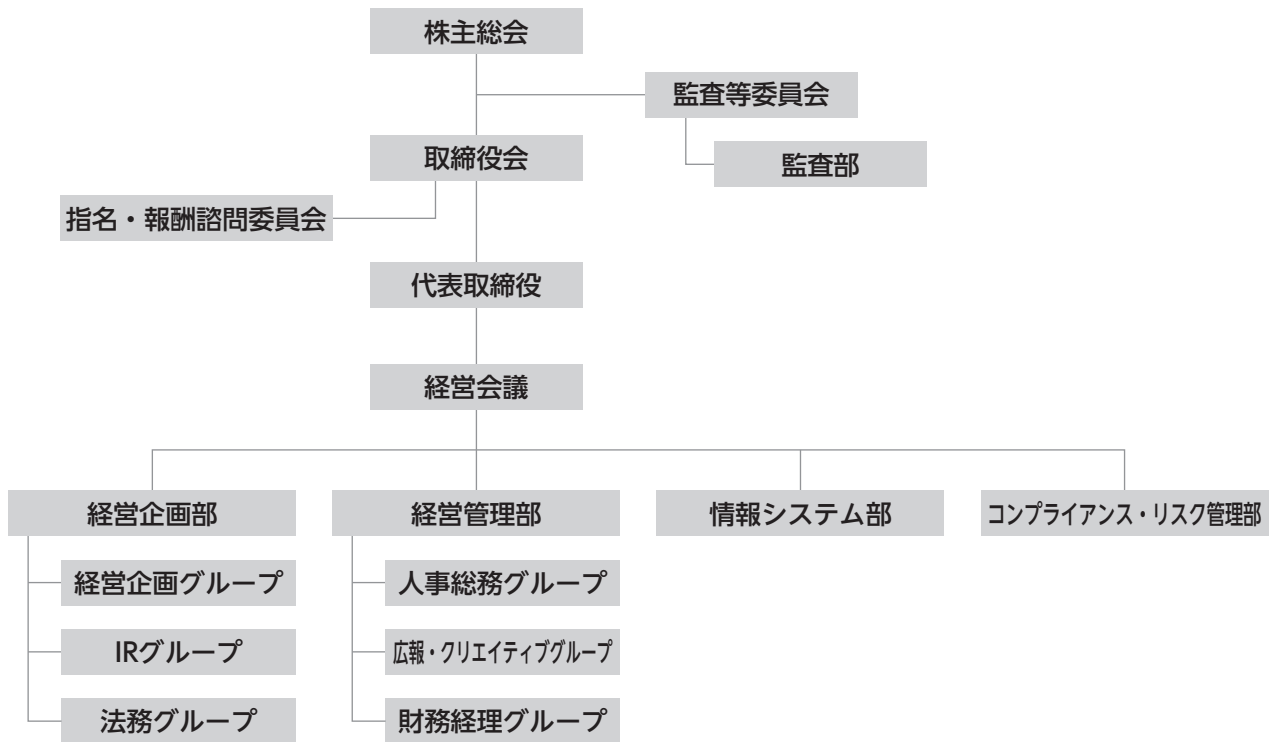 株主総会
監査等委員会
取締役会
監査部
指名・報酬諮問委員会
代表取締役
経営会議
経営企画部
経営管理部
情報システム部
コンプライアンス・リスク管理部
経営企画グループ
人事総務グループ
IRグループ
広報・クリエイティブグループ
法務グループ
財務経理グループ